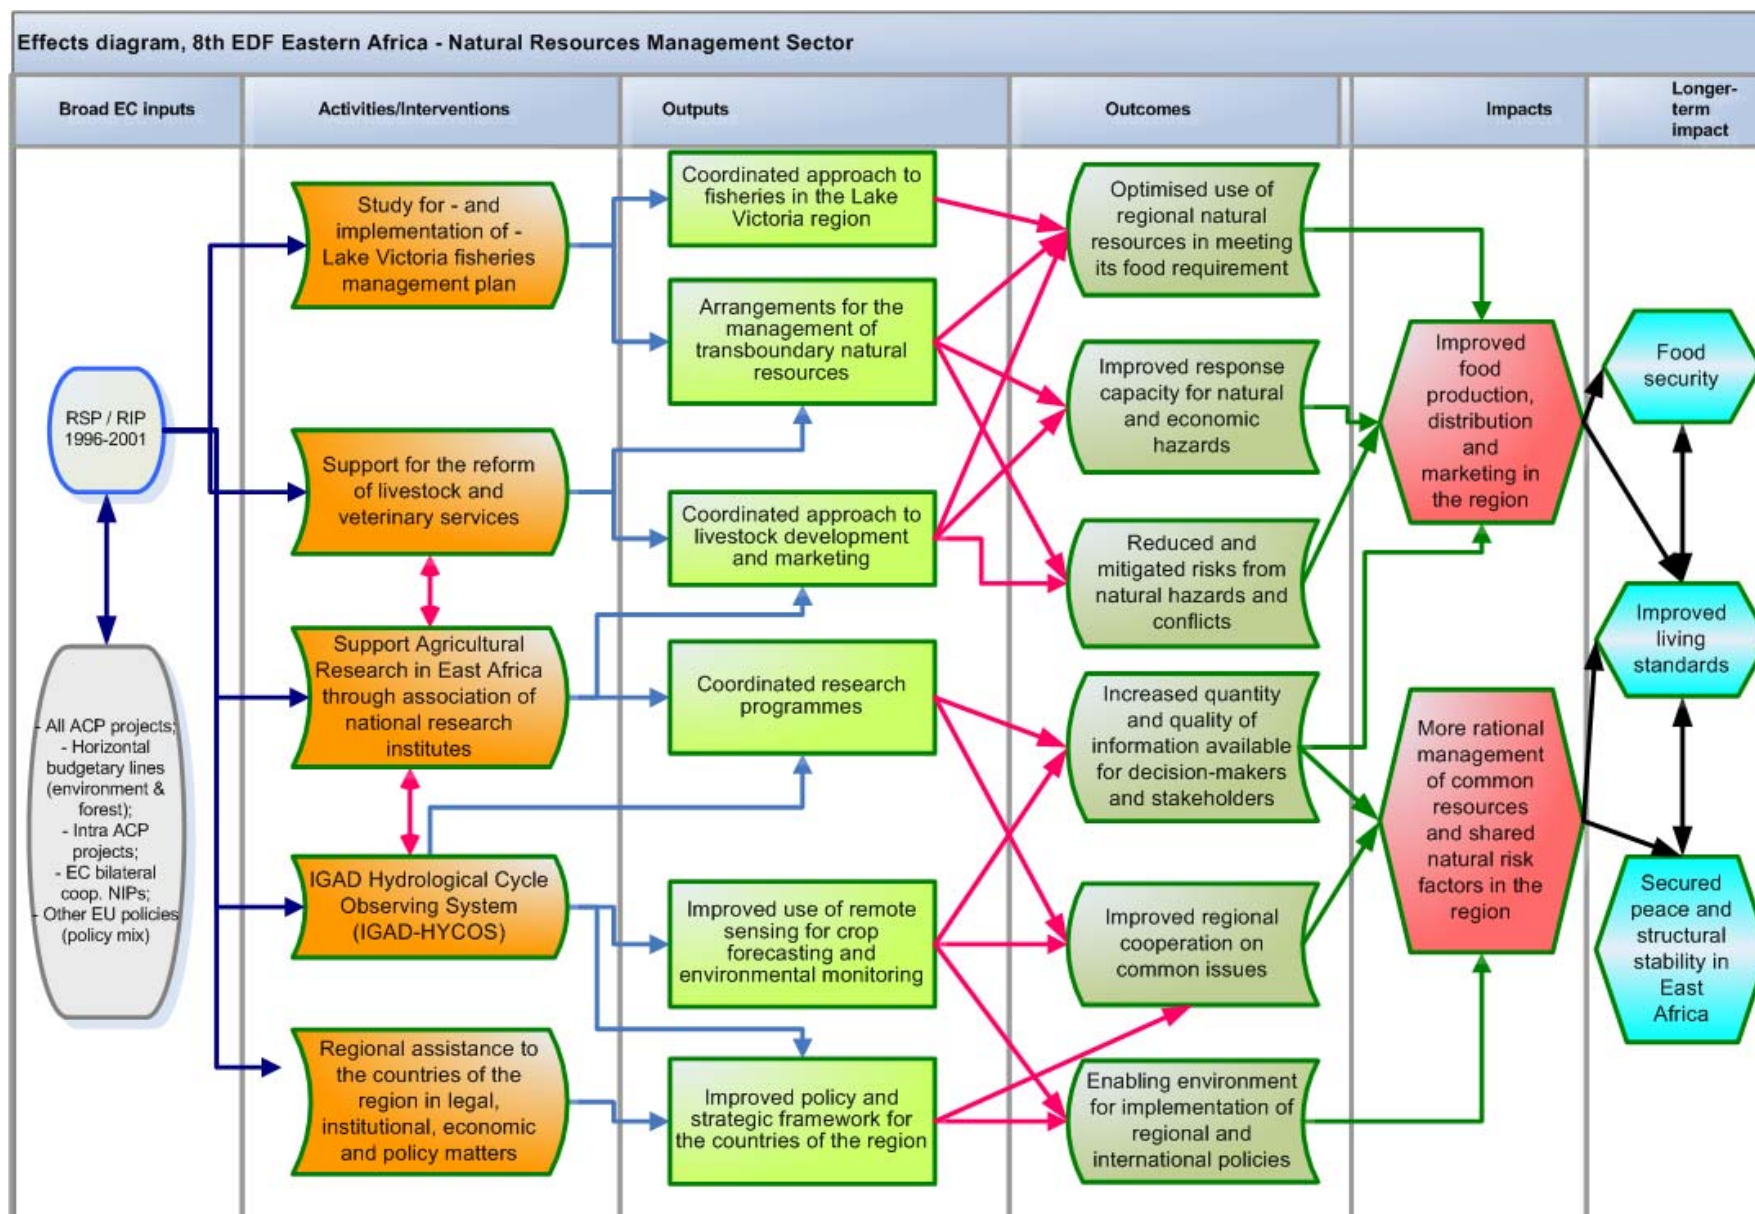 Effects diagram, 8th EDF Eastern Africa - Natural Resources Management Sector
Broad EC inputs
Activities/Interventions
Outputs
Outcomes
Impacts
Longer-
term
impact
RSP / RIP
1996-2001
- All ACP projects;
- Horizontal
budgetary lines
(environment &
forest);
- Intra ACP
projects;
- EC bilateral
coop. NIPs;
- Other EU policies
(policy mix)
Study for - and
implementation of -
Lake Victoria fisheries
management plan
Support for the reform
of livestock and
veterinary services
Support Agricultural
Research in East Africa
through association of
national research
institutes
IGAD Hydrological Cycle
Observing System
(IGAD-HYCOS)
Regional assistance to
the countries of the
region in legal,
institutional, economic
and policy matters
Coordinated approach to
fisheries in the Lake
Victoria region
Arrangements for the
management of
transboundary natural
resources
Coordinated approach to
livestock development
and marketing
Coordinated research
programmes
Improved use of remote
sensing for crop
forecasting and
environmental monitoring
Improved policy and
strategic framework for
the countries of the region
Optimised use of
regional natural
resources in meeting
its food requirement
Improved response
capacity for natural
and economic
hazards
Reduced and
mitigated risks from
natural hazards and
conflicts
Increased quantity
and quality of
information available
for decision-makers
and stakeholders
Improved regional
cooperation on
common issues
Enabling environment
for implementation of
regional and
international policies
Improved
food
production,
distribution
and
marketing in
the region
More rational
management
of common
resources
and shared
natural risk
factors in the
region
Food
security
Improved
living
standards
Secured
peace and
structural
stability in
East
Africa